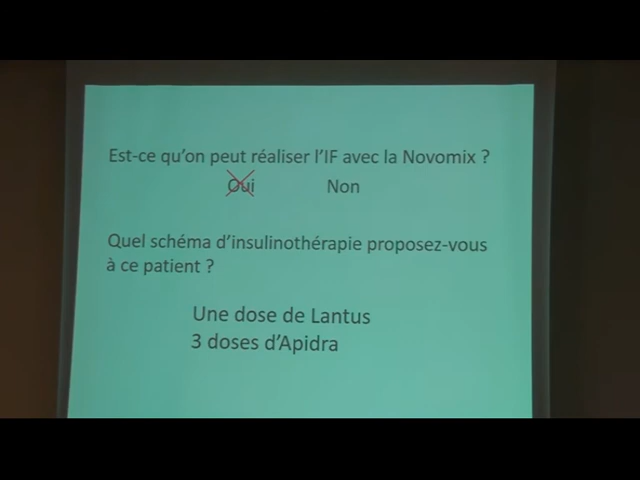 Est-ce qu'on peut réaliser l'IF avec la Novomix ?
Oui Non
Quel schéma d'insulinothérapie proposez-vous
à ce patient ?
Une dose de Lantus
3 doses d'Apidra